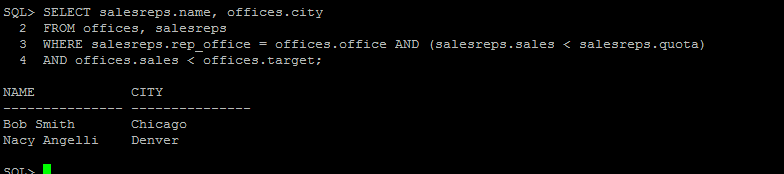 SQL> SELECT salesreps.name, offices.city
  2  FROM offices, salesreps
  3  WHERE salesreps.rep_office = offices.office AND (salesreps.sales < salesreps.quota)
  4  AND offices.sales < offices.target;
NAME            CITY
--------------- ---------------
Bob Smith       Chicago
Nacy Angelli    Denver
SQL>